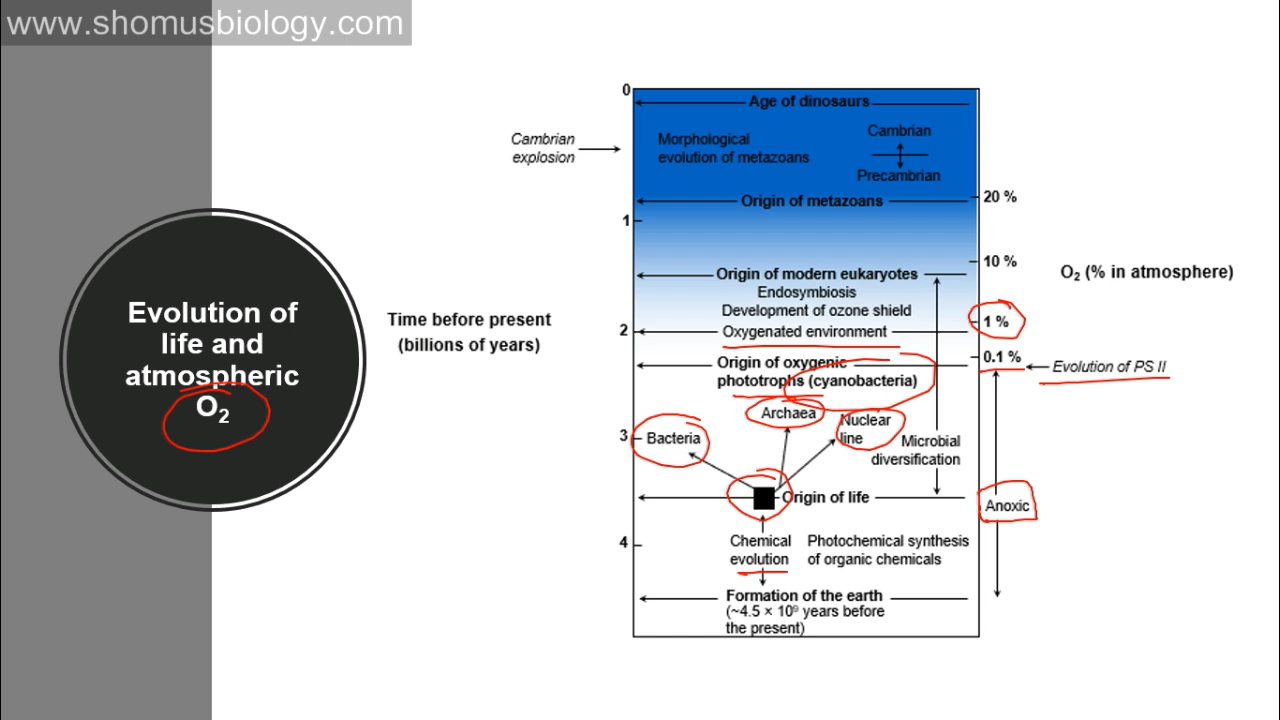 www.shomusbiology.com
Evolution of
life and
atmospheric
O₂
Time before present
(billions of years)
Cambrian
explosion
0
1
2
3
4
Age of dinosaurs
Morphological
evolution of metazoans
Cambrian
Precambrian
Origin of metazoans
Origin of modern eukaryotes
Endosymbiosis
Development of ozone shield
Oxygenated environment
Origin of oxygenic
phototrophs (cyanobacteria)
Archaea
Nuclear
line
Bacteria
Microbial
diversification
Origin of life
Chemical
evolution
Photochemical synthesis
of organic chemicals
Formation of the earth
(~4.5 × 10⁹ years before
the present)
20 %
10 %
1 %
0.1 %
O₂ (% in atmosphere)
Evolution of PS II
Anoxic